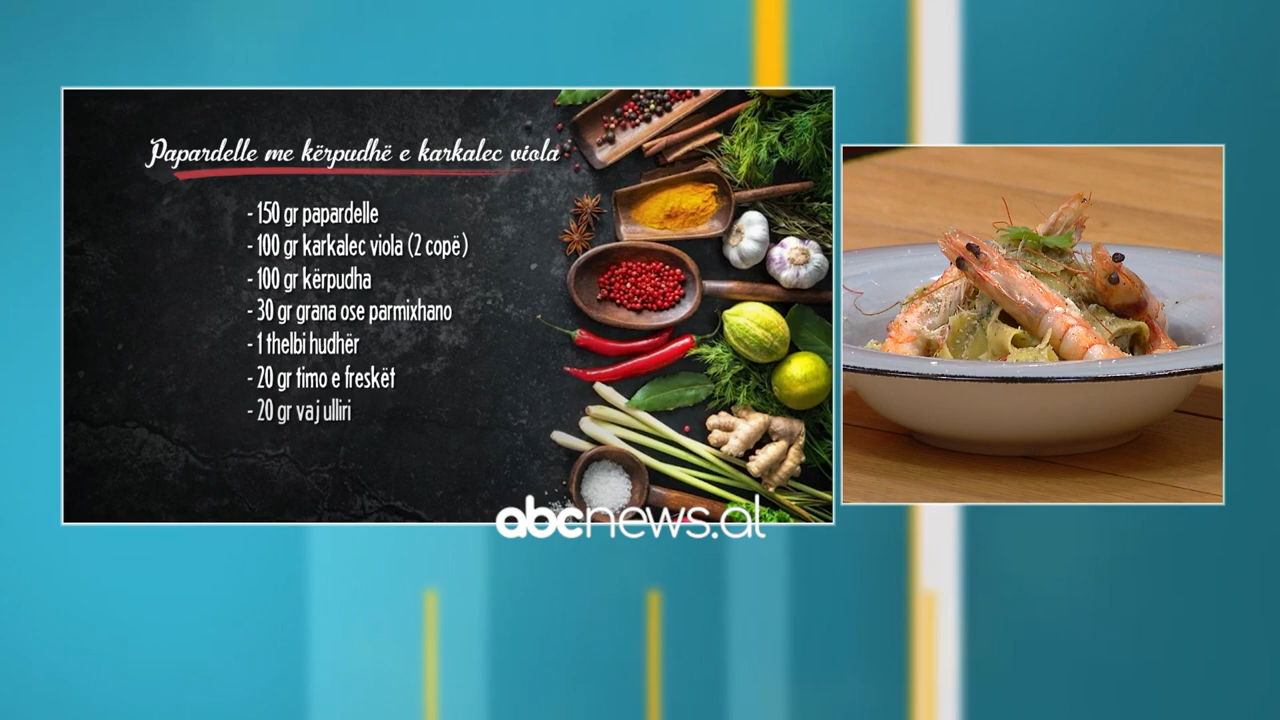 Papardelle me kërpudhë e karkalec viola
- 150 gr papardelle
- 100 gr karkalec viola (2 copë)
- 100 gr kërpudha
- 30 gr grana ose parmixhano
- 1 thelbi hudhër
- 20 gr timo e freskët
- 20 gr vaj ulliri
abcnews.al